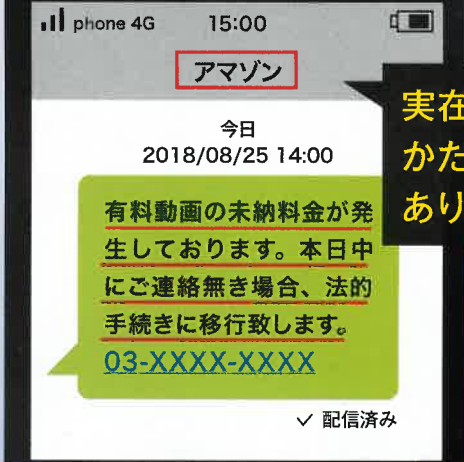 phone 4G 15:00
アマゾン
今日
2018/08/25 14:00
実在
かた
あり
有料動画の未納料金が発
生しております。本日中
にご連絡無き場合、法的
手続きに移行致します。
03-XXXX-XXXX
✓ 配信済み